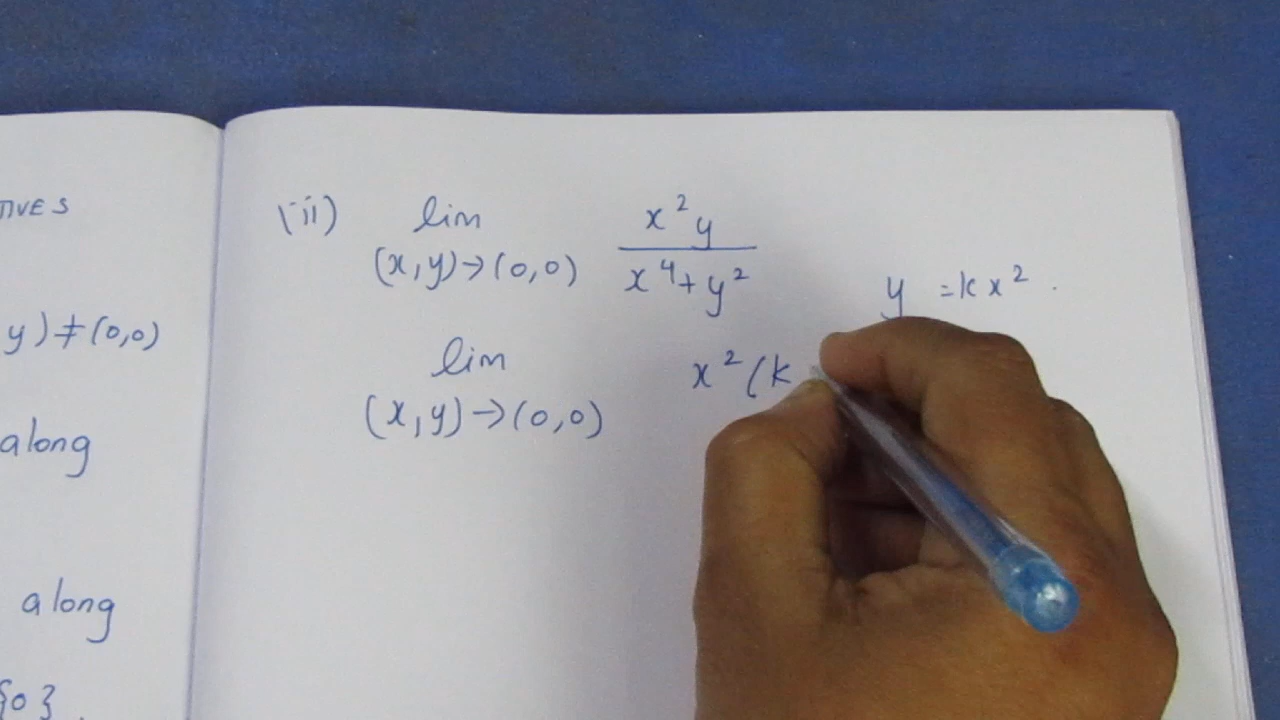 TIVES
y)≠(0,0)
along
along
{0}.
(ii) lim x²y
(x,y)→(0,0) x⁴+y²
y =kx².
lim x²(k
(x,y)→(0,0)